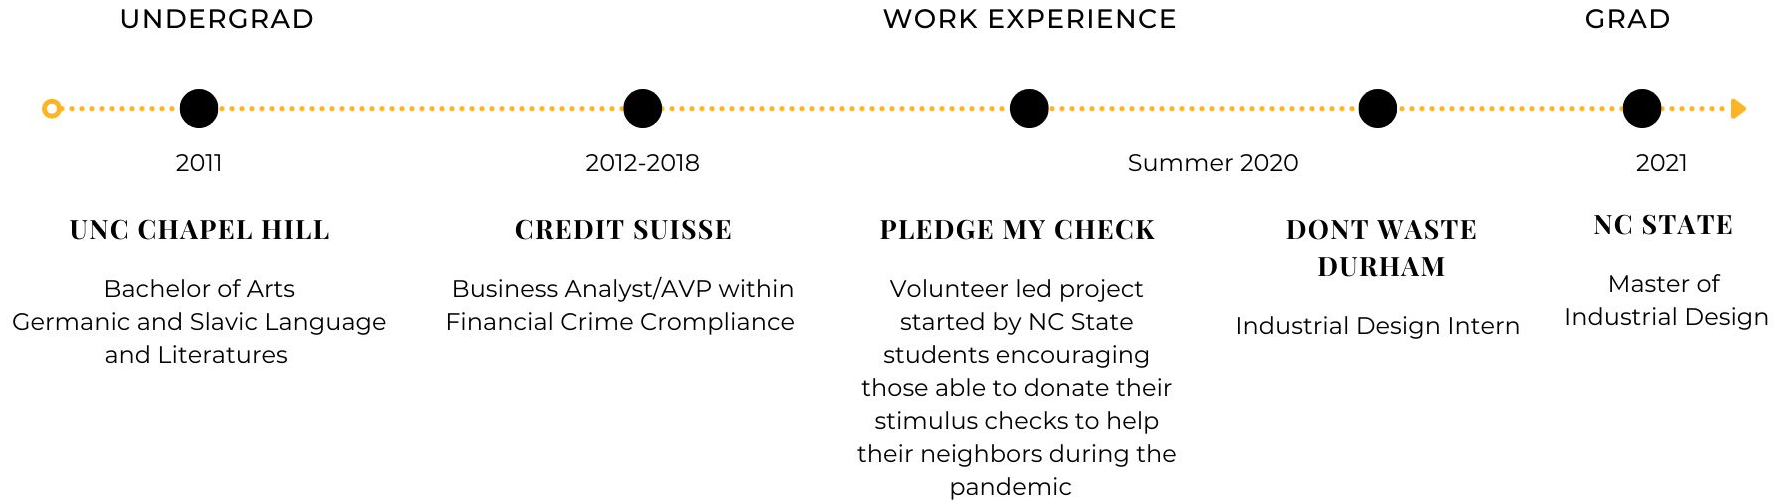 UNDERGRAD
WORK EXPERIENCE
GRAD
2011
2012-2018
Summer 2020
2021
UNC CHAPEL HILL
Bachelor of Arts
Germanic and Slavic Language
and Literatures
CREDIT SUISSE
Business Analyst/AVP within
Financial Crime Crompliance
PLEDGE MY CHECK
Volunteer led project
started by NC State
students encouraging
those able to donate their
stimulus checks to help
their neighbors during the
pandemic
DONT WASTE
DURHAM
Industrial Design Intern
NC STATE
Master of
Industrial Design